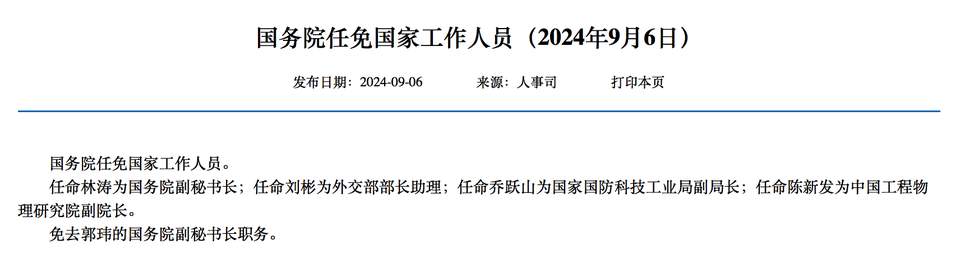 国务院任免国家工作人员（2024年9月6日）
发布日期：2024-09-06 来源：人事司 打印本页
国务院任免国家工作人员。
任命林涛为国务院副秘书长；任命刘彬为外交部部长助理；任命乔跃山为国家国防科技工业局副局长；任命陈新发为中国工程物
理研究院副院长。
免去郭玮的国务院副秘书长职务。